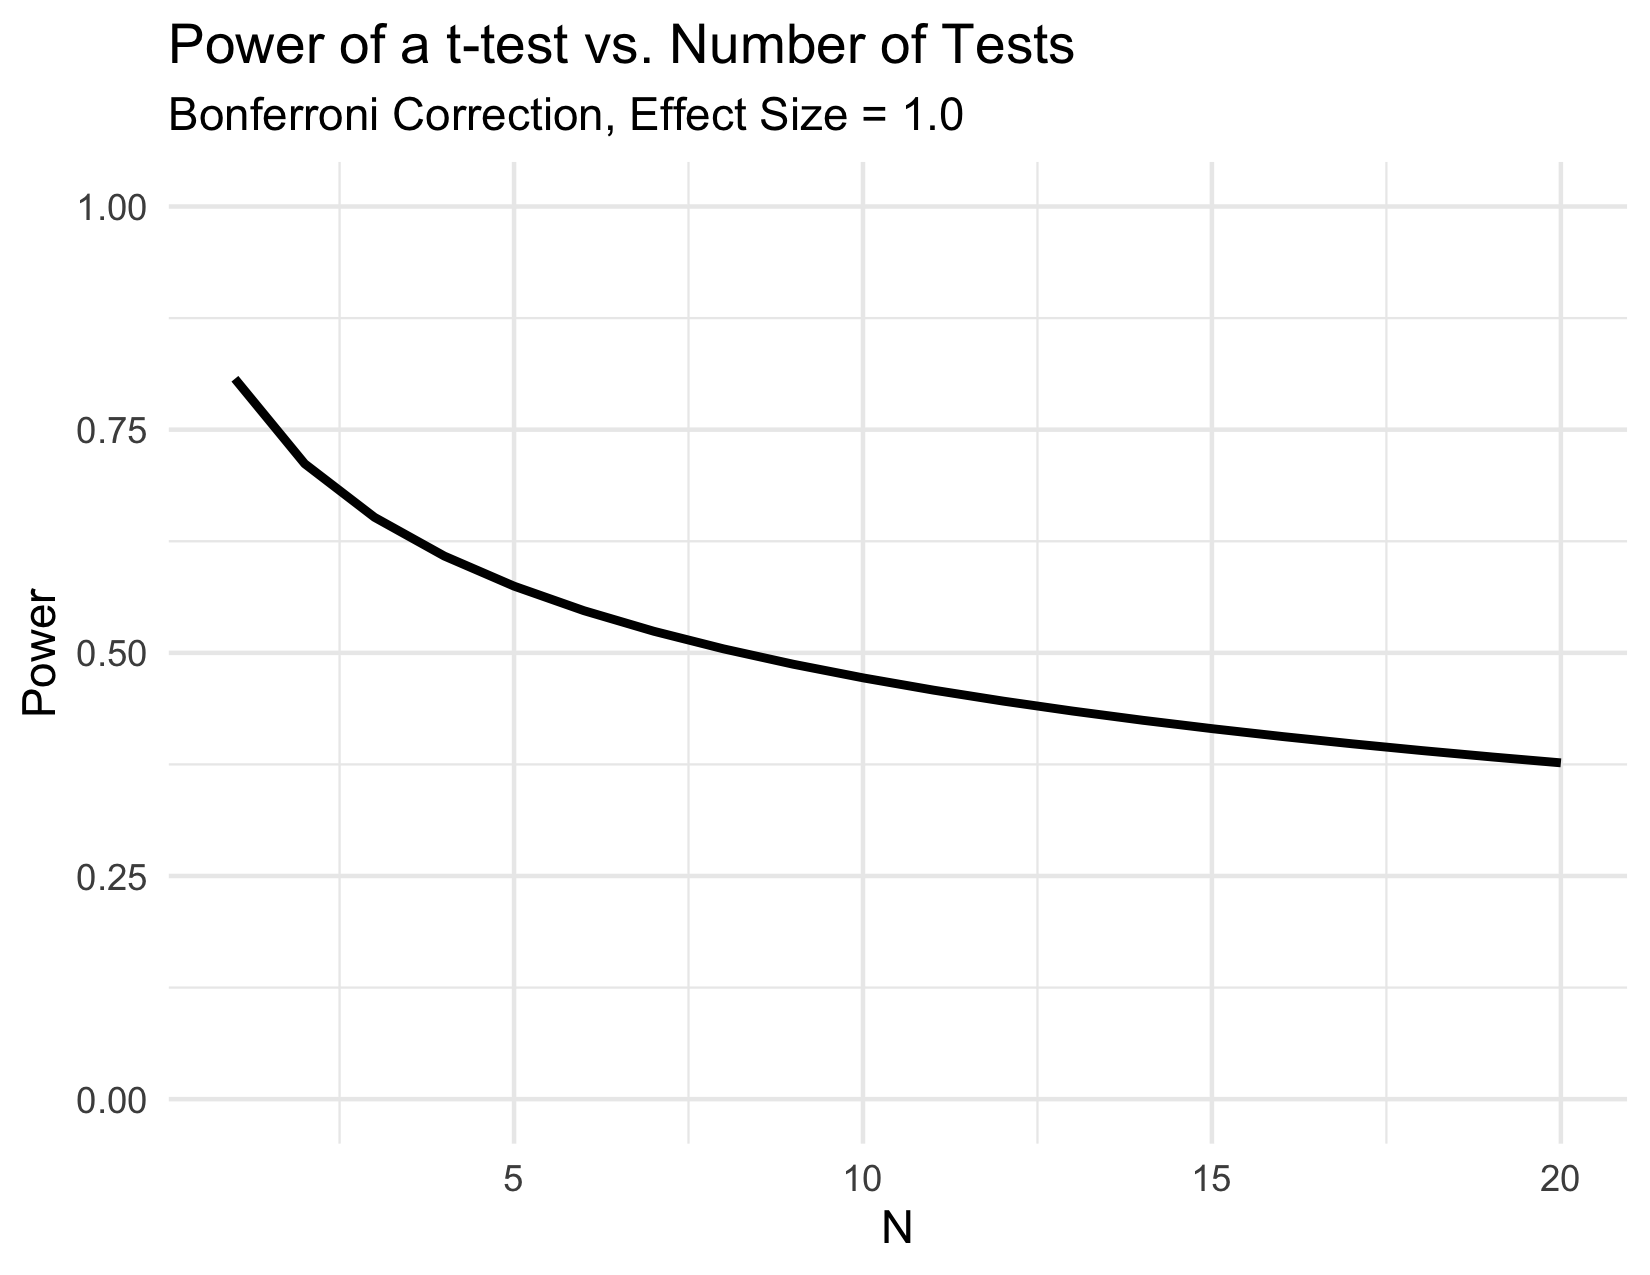 Power of a t-test vs. Number of Tests
Bonferroni Correction, Effect Size = 1.0
1.00
0.75
0.50
0.25
0.00
Power
5 10 15 20
N